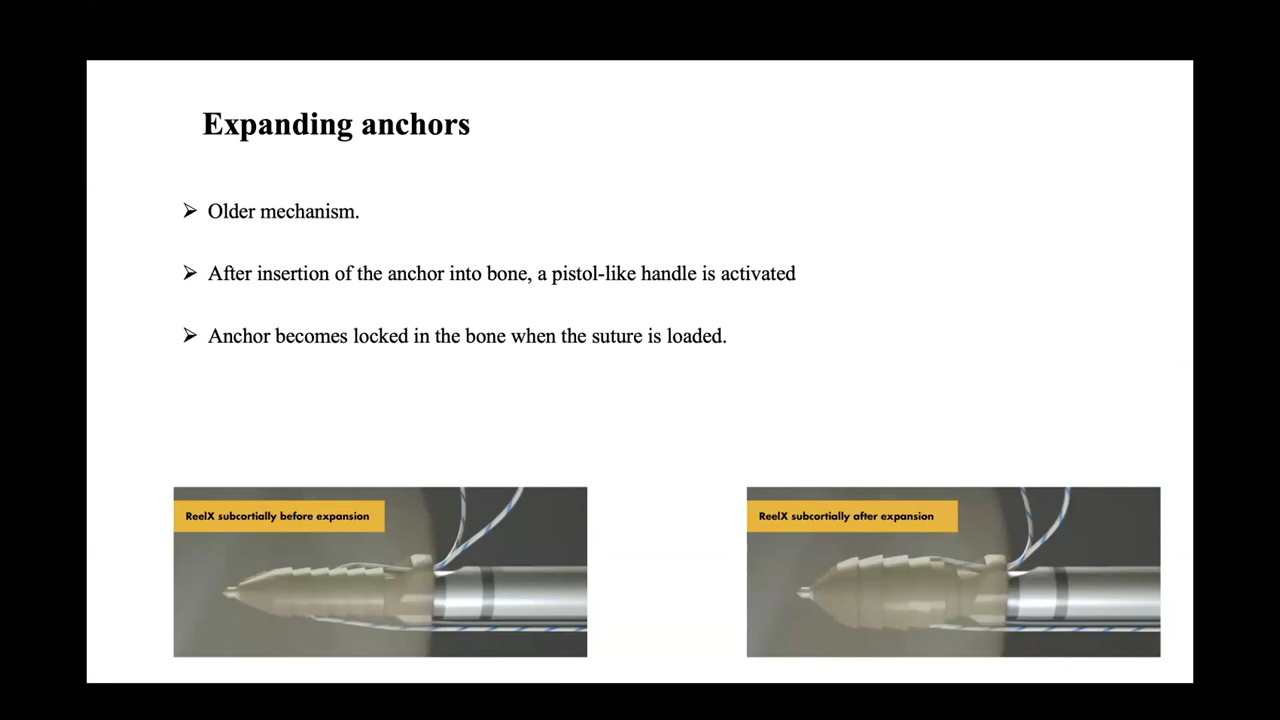 Expanding anchors
➢ Older mechanism.
➢ After insertion of the anchor into bone, a pistol-like handle is activated
➢ Anchor becomes locked in the bone when the suture is loaded.
ReelX subcortially before expansion
ReelX subcortially after expansion